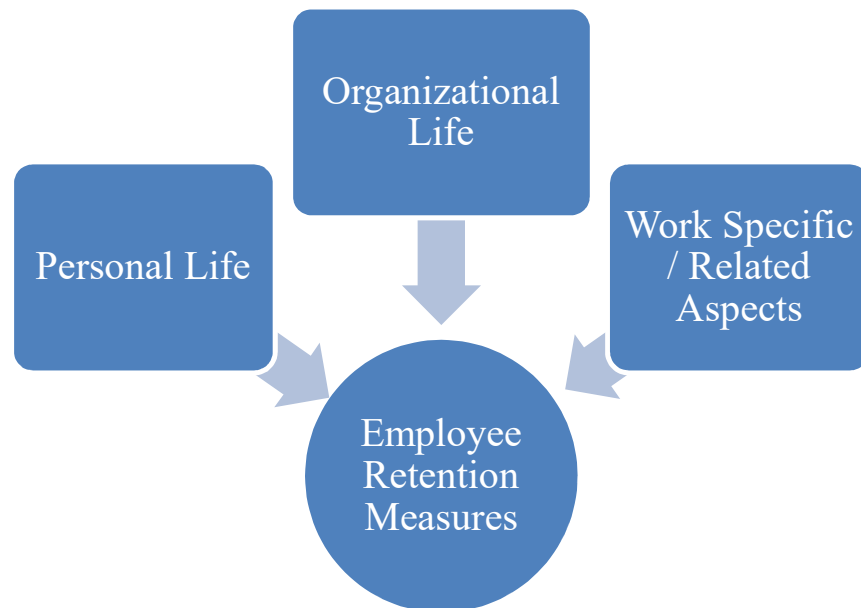 Organizational
Life
Personal Life
Work Specific
/ Related
Aspects
Employee
Retention
Measures